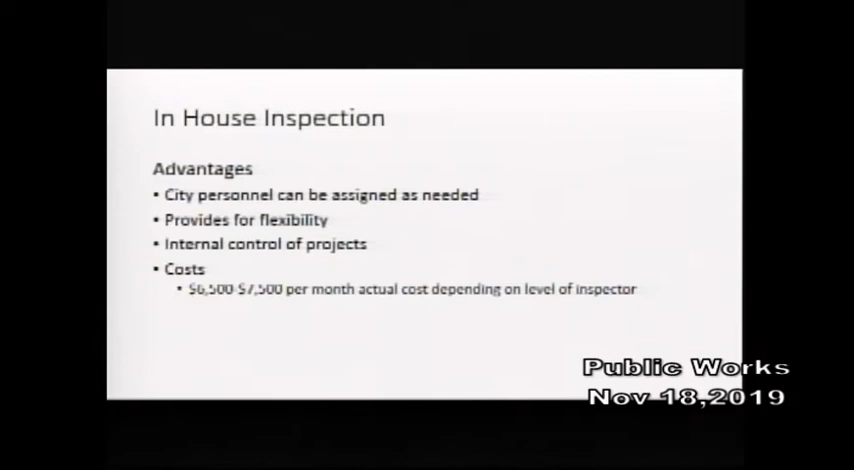 In House Inspection
Advantages
• City personnel can be assigned as needed
• Provides for flexibility
• Internal control of projects
• Costs
• $6,500-$7,500 per month actual cost depending on level of inspector
Public Works
Nov 18,2019